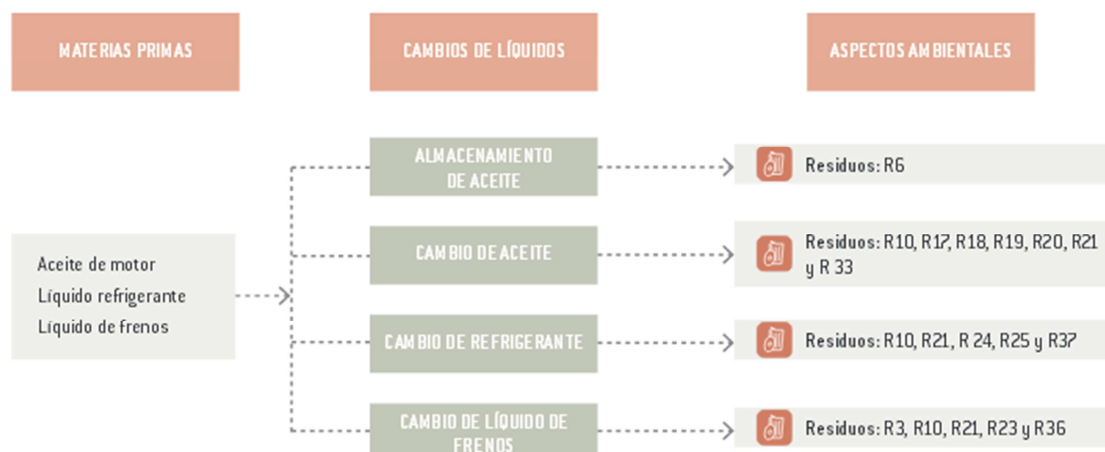 MATERIAS PRIMAS
CAMBIOS DE LÍQUIDOS
ASPECTOS AMBIENTALES
Aceite de motor
Líquido refrigerante
Líquido de frenos
ALMACENAMIENTO
DE ACEITE
Residuos: R6
CAMBIO DE ACEITE
Residuos: R10, R17, R18, R19, R20, R21
y R 33
CAMBIO DE REFRIGERANTE
Residuos: R10, R21, R 24, R25 y R37
CAMBIO DE LÍQUIDO DE
FRENOS
Residuos: R3, R10, R21, R23 y R36